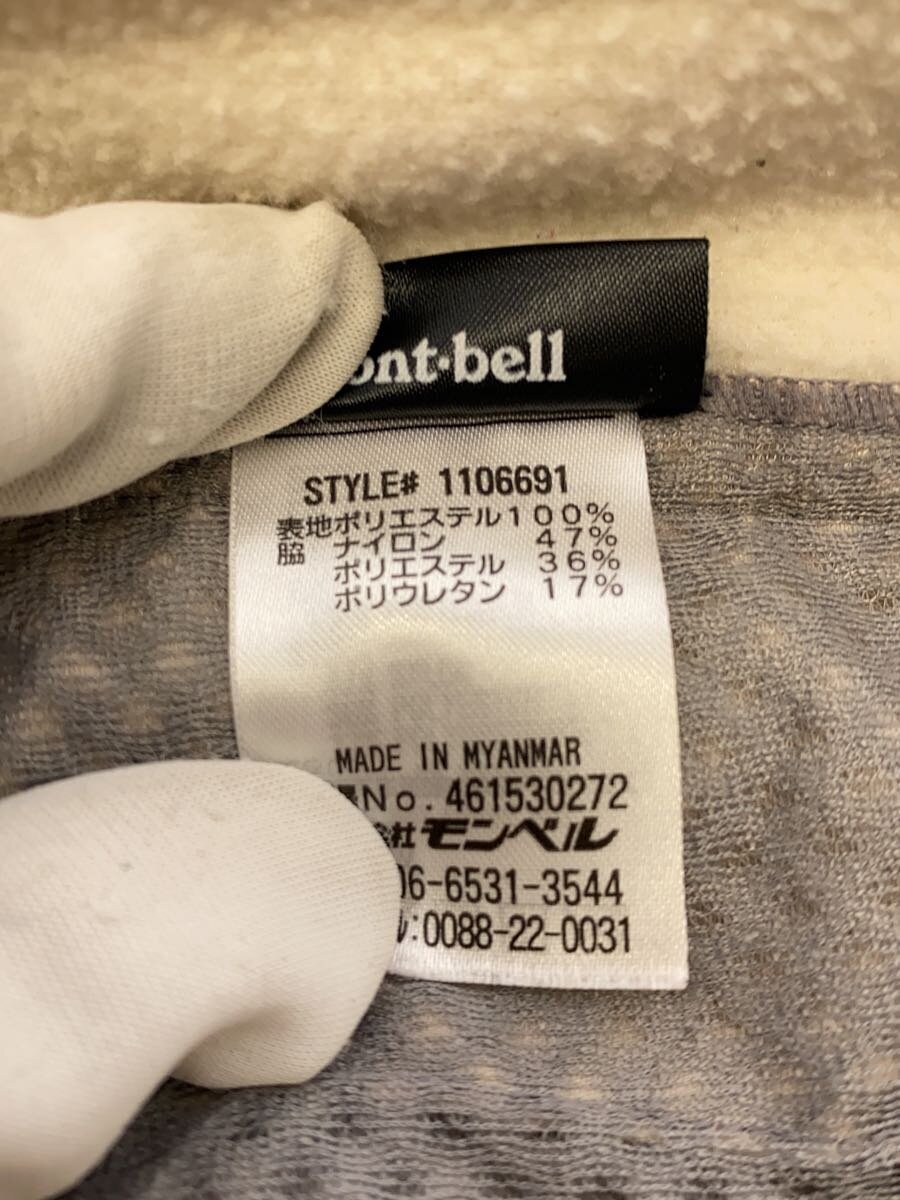 ont·bell
STYLE# 1106691
表地ポリエステル100%
脇 ナイロン 47%
ポリエステル 36%
ポリウレタン 17%
MADE IN MYANMAR
No. 461530272
会社 モンベル
06-6531-3544
ル:0088-22-0031